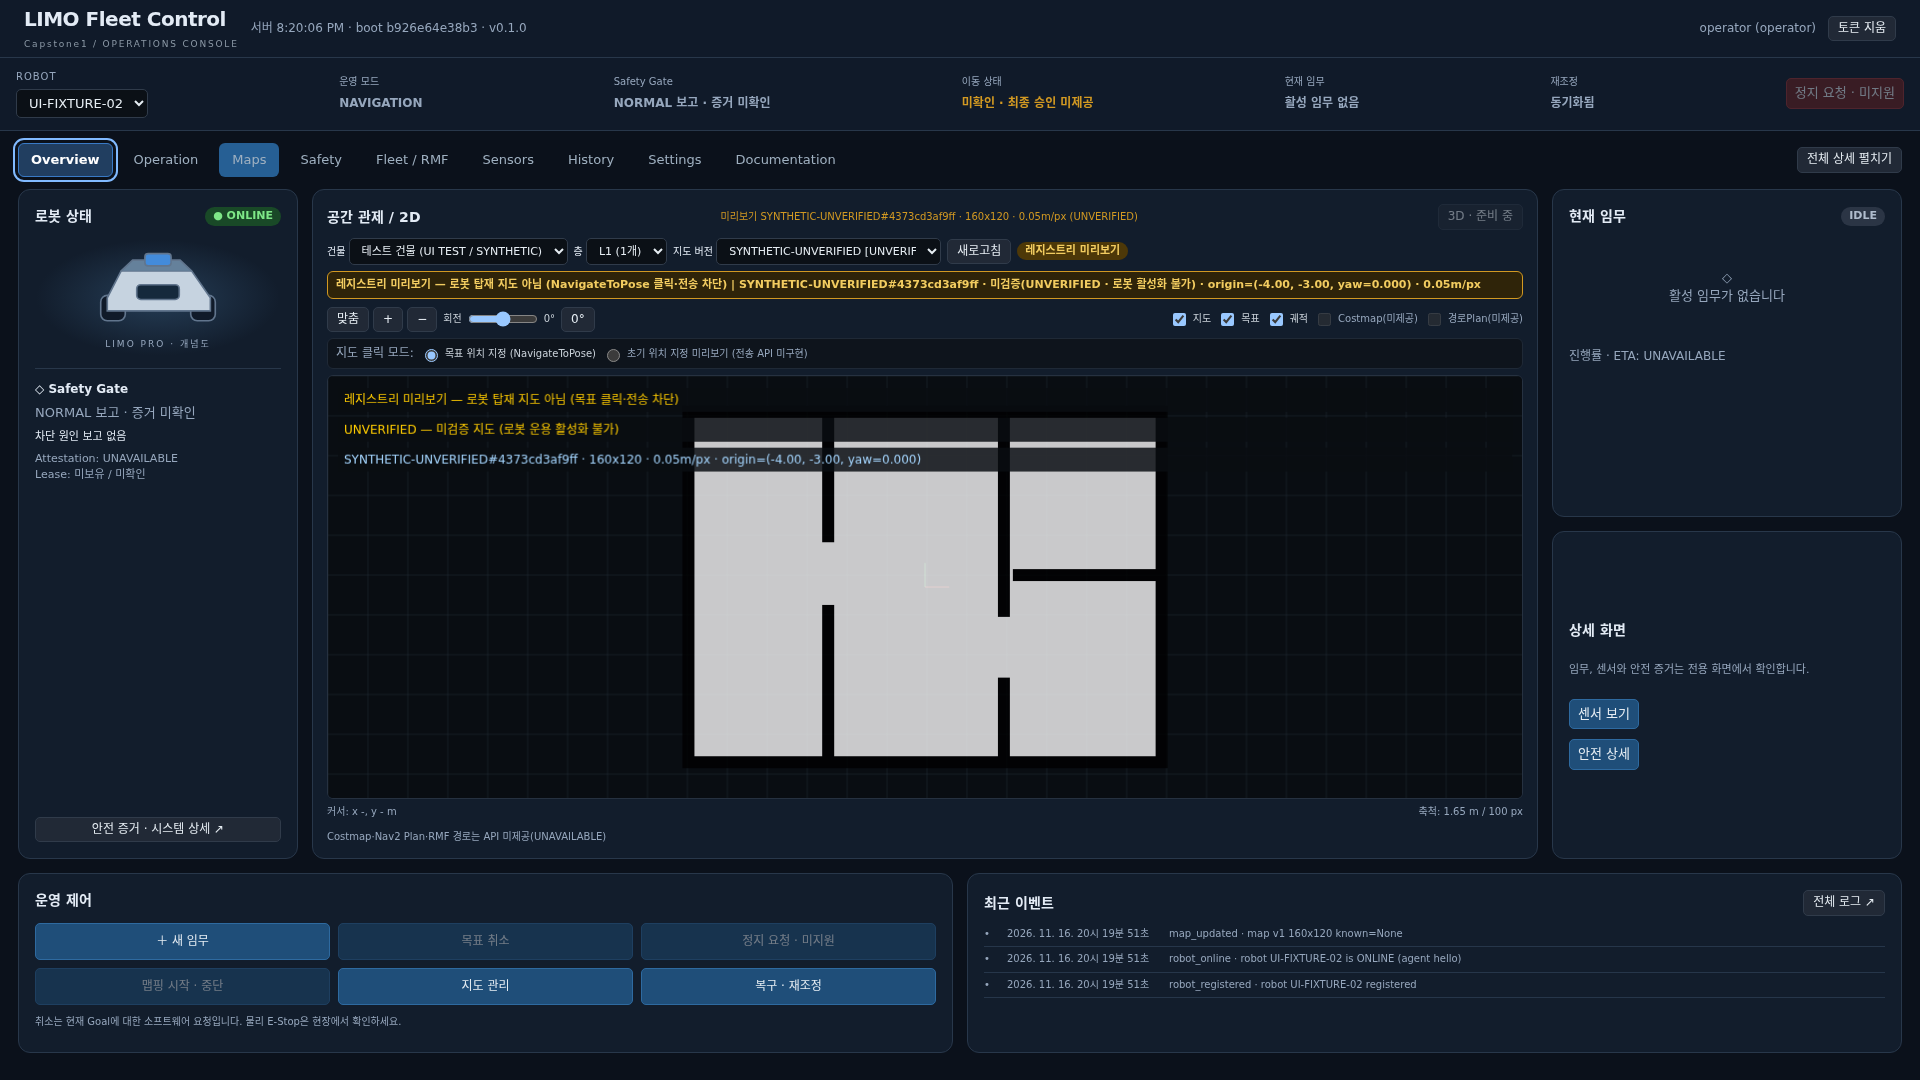 LIMO Fleet Control
Capstone1 / OPERATIONS CONSOLE
서버 8:20:06 PM · boot b926e64e38b3 · v0.1.0
operator (operator)
토큰 지움
ROBOT
UI-FIXTURE-02
운영 모드
NAVIGATION
Safety Gate
NORMAL 보고 · 증거 미확인
이동 상태
미확인 · 최종 승인 미제공
현재 임무
활성 임무 없음
재조정
동기화됨
정지 요청 · 미지원
Overview
Operation
Maps
Safety
Fleet / RMF
Sensors
History
Settings
Documentation
전체 상세 펼치기
로봇 상태
● ONLINE
LIMO PRO · 개념도
◇ Safety Gate
NORMAL 보고 · 증거 미확인
차단 원인 보고 없음
Attestation: UNAVAILABLE
Lease: 미보유 / 미확인
안전 증거 · 시스템 상세 ↗
공간 관제 / 2D
미리보기 SYNTHETIC-UNVERIFIED#4373cd3af9ff · 160x120 · 0.05m/px (UNVERIFIED)
3D · 준비 중
건물
테스트 건물 (UI TEST / SYNTHETIC)
층
L1 (1개)
지도 버전
SYNTHETIC-UNVERIFIED [UNVERIF
새로고침
레지스트리 미리보기
레지스트리 미리보기 — 로봇 탑재 지도 아님 (NavigateToPose 클릭·전송 차단) | SYNTHETIC-UNVERIFIED#4373cd3af9ff · 미검증(UNVERIFIED · 로봇 활성화 불가) · origin=(-4.00, -3.00, yaw=0.000) · 0.05m/px
맞춤
+
−
회전
0°
0°
지도
목표
궤적
Costmap(미제공)
경로Plan(미제공)
지도 클릭 모드:
목표 위치 지정 (NavigateToPose)
초기 위치 지정 미리보기 (전송 API 미구현)
레지스트리 미리보기 — 로봇 탑재 지도 아님 (목표 클릭·전송 차단)
UNVERIFIED — 미검증 지도 (로봇 운용 활성화 불가)
SYNTHETIC-UNVERIFIED#4373cd3af9ff · 160x120 · 0.05m/px · origin=(-4.00, -3.00, yaw=0.000)
커서: x -, y - m
축척: 1.65 m / 100 px
Costmap·Nav2 Plan·RMF 경로는 API 미제공(UNAVAILABLE)
현재 임무
IDLE
◇
활성 임무가 없습니다
진행률 · ETA: UNAVAILABLE
상세 화면
임무, 센서와 안전 증거는 전용 화면에서 확인합니다.
센서 보기
안전 상세
운영 제어
＋ 새 임무
목표 취소
정지 요청 · 미지원
맵핑 시작 · 중단
지도 관리
복구 · 재조정
취소는 현재 Goal에 대한 소프트웨어 요청입니다. 물리 E-Stop은 현장에서 확인하세요.
최근 이벤트
전체 로그 ↗
• 2026. 11. 16. 20시 19분 51초 map_updated · map v1 160x120 known=None
• 2026. 11. 16. 20시 19분 51초 robot_online · robot UI-FIXTURE-02 is ONLINE (agent hello)
• 2026. 11. 16. 20시 19분 51초 robot_registered · robot UI-FIXTURE-02 registered